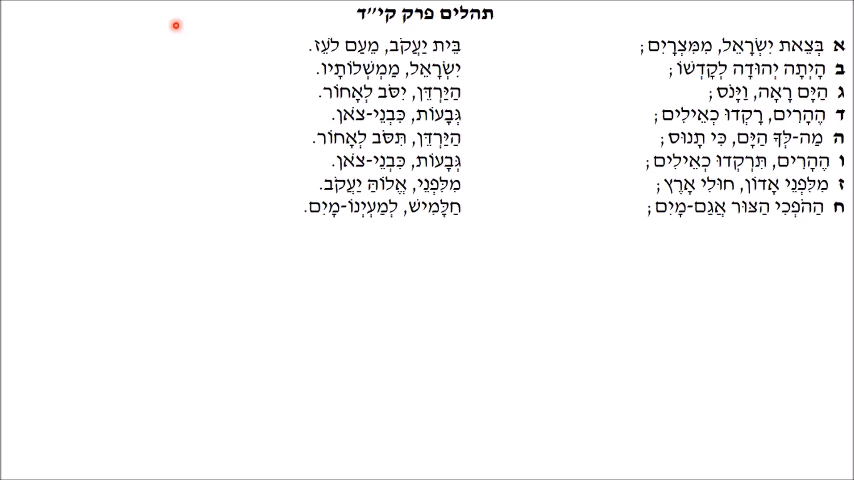 תהלים פרק קי״ד
א בְּצֵאת יִשְׂרָאֵל, מִמִּצְרָיִם; בֵּית יַעֲקֹב, מֵעַם לֹעֵז.
ב הָיְתָה יְהוּדָה לְקָדְשׁוֹ; יִשְׂרָאֵל, מַמְשְׁלוֹתָיו.
ג הַיָּם רָאָה, וַיָּנֹס; הַיַּרְדֵּן, יִסֹּב לְאָחוֹר.
ד הֶהָרִים, רָקְדוּ כְאֵילִים; גְּבָעוֹת, כִּבְנֵי-צֹאן.
ה מַה-לְּךָ הַיָּם, כִּי תָנוּס; הַיַּרְדֵּן, תִּסֹּב לְאָחוֹר.
ו הֶהָרִים, תִּרְקְדוּ כְאֵילִים; גְּבָעוֹת, כִּבְנֵי-צֹאן.
ז מִלִּפְנֵי אָדוֹן, חוּלִי אָרֶץ; מִלִּפְנֵי, אֱלוֹהַּ יַעֲקֹב.
ח הַהֹפְכִי הַצּוּר אֲגַם-מָיִם; חַלָּמִישׁ, לְמַעְיְנוֹ-מָיִם.